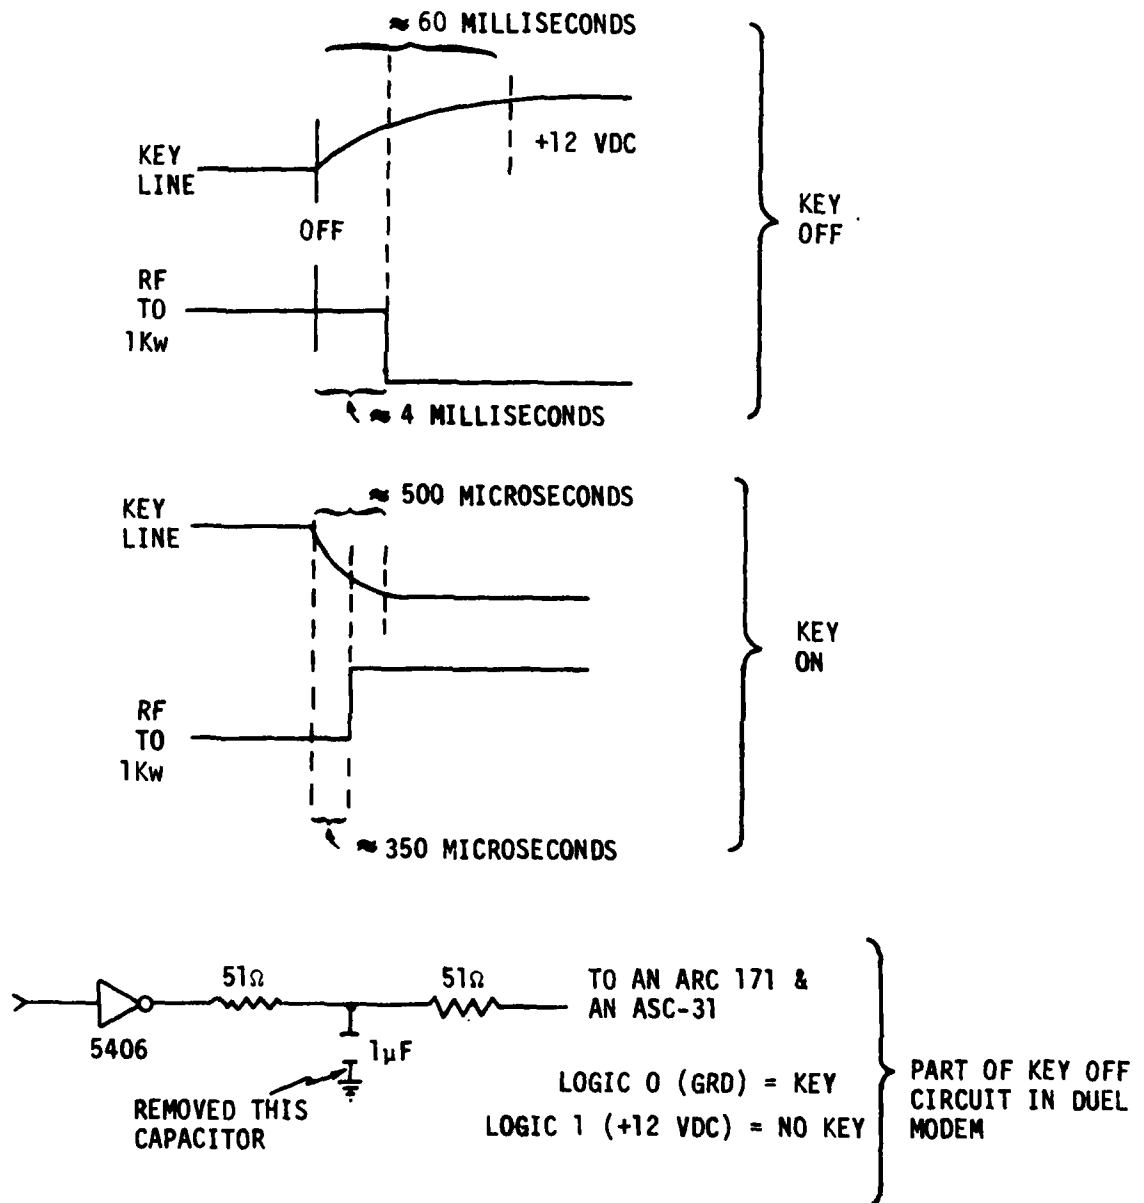 ≈ 60 MILLISECONDS
KEY
LINE
+12 VDC
OFF
RF
TO
1Kw
≈ 4 MILLISECONDS
KEY
OFF
≈ 500 MICROSECONDS
KEY
LINE
RF
TO
1Kw
≈ 350 MICROSECONDS
KEY
ON
51Ω
51Ω
TO AN ARC 171 &
AN ASC-31
5406
1µF
REMOVED THIS
CAPACITOR
LOGIC 0 (GRD) = KEY
LOGIC 1 (+12 VDC) = NO KEY
PART OF KEY OFF
CIRCUIT IN DUEL
MODEM